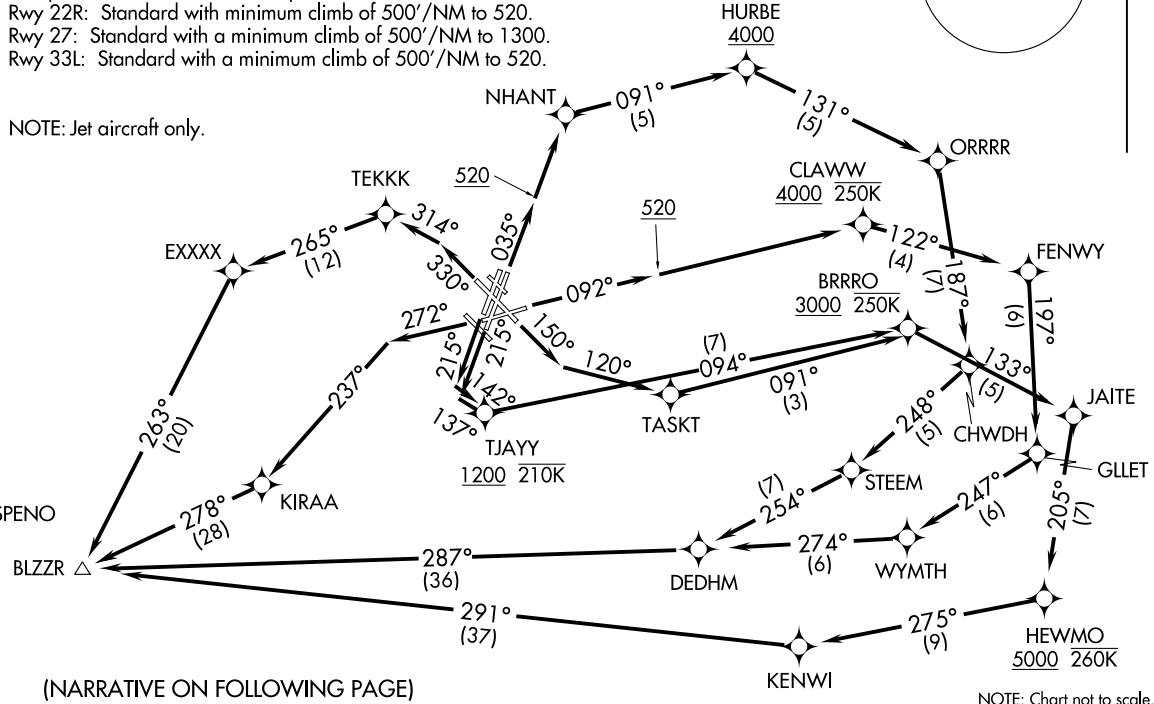 Rwy 22R: Standard with minimum climb of 500'/NM to 520.
Rwy 27: Standard with a minimum climb of 500'/NM to 1300.
Rwy 33L: Standard with a minimum climb of 500'/NM to 520.
NOTE: Jet aircraft only.
HURBE
4000
NHANT
091°
(5)
131°
(5)
ORRRR
TEKKK
520
CLAWW
4000 250K
520
035°
314°
EXXXX
265°
(12)
330°
122°
(4)
FENWY
187°
(7)
092°
BRRRO
3000 250K
197°
(6)
272°
215°
215°
150°
120°
(7)
094°
091°
(3)
133°
(5)
237°
142°
137°
TJAYY
1200 210K
TASKT
JAITE
263°
(20)
248°
(5)
CHWDH
GLLET
KIRAA
278°
(28)
STEEM
(7)
254°
247°
(6)
205°
(7)
SPENO
BLZZR
287°
(36)
DEDHM
274°
(6)
WYMTH
291°
(37)
275°
(9)
HEWMO
5000 260K
KENWI
(NARRATIVE ON FOLLOWING PAGE)
NOTE: Chart not to scale.